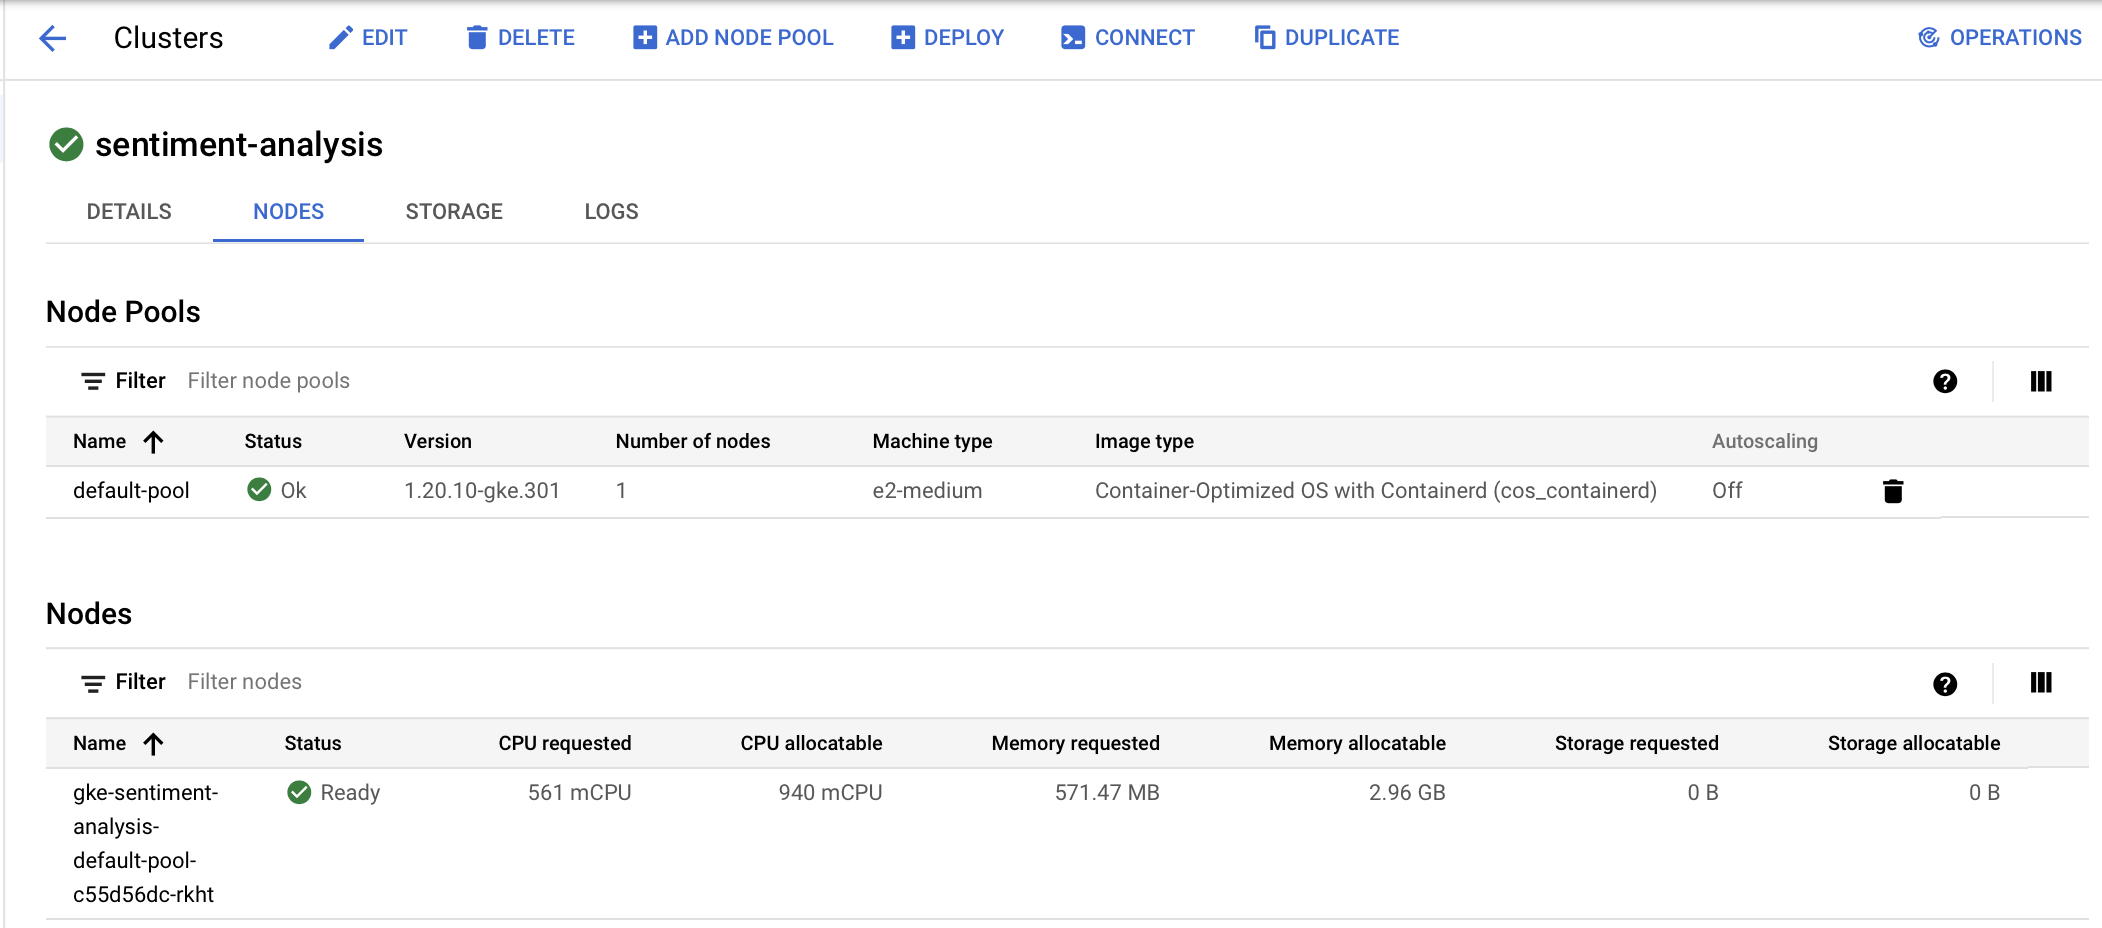 Clusters EDIT DELETE ADD NODE POOL DEPLOY CONNECT DUPLICATE OPERATIONS
sentiment-analysis
DETAILS NODES STORAGE LOGS
Node Pools
Filter Filter node pools
Name Status Version Number of nodes Machine type Image type Autoscaling
default-pool Ok 1.20.10-gke.301 1 e2-medium Container-Optimized OS with Containerd (cos_containerd) Off
Nodes
Filter Filter nodes
Name Status CPU requested CPU allocatable Memory requested Memory allocatable Storage requested Storage allocatable
gke-sentiment- Ready 561 mCPU 940 mCPU 571.47 MB 2.96 GB 0 B 0 B
analysis-
default-pool-
c55d56dc-rkht